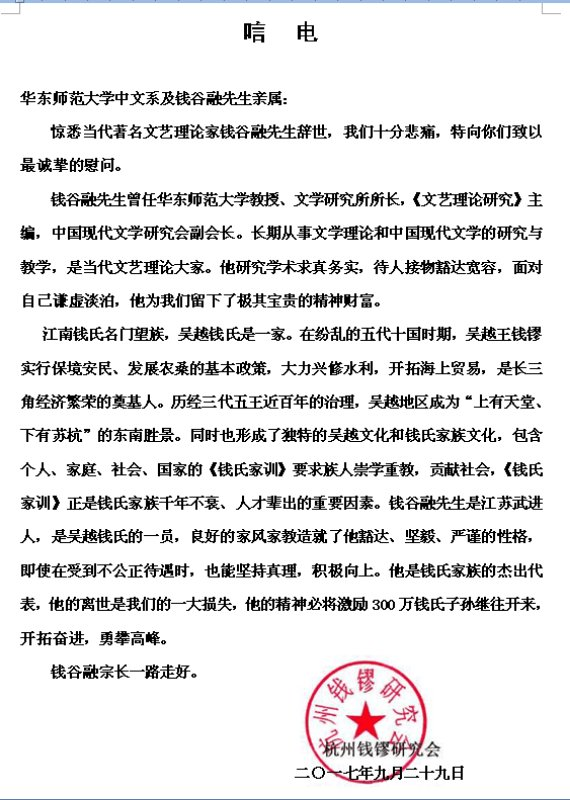 唁 电
华东师范大学中文系及钱谷融先生亲属：
惊悉当代著名文艺理论家钱谷融先生辞世，我们十分悲痛，特向你们致以
最诚挚的慰问。
钱谷融先生曾任华东师范大学教授、文学研究所所长，《文艺理论研究》主
编，中国现代文学研究会副会长。长期从事文学理论和中国现代文学的研究与
教学，是当代文艺理论大家。他研究学术求真务实，待人接物豁达宽容，面对
自己谦虚淡泊，他为我们留下了极其宝贵的精神财富。
江南钱氏名门望族，吴越钱氏是一家。在纷乱的五代十国时期，吴越王钱镠
实行保境安民、发展农桑的基本政策，大力兴修水利，开拓海上贸易，是长三
角经济繁荣的奠基人。历经三代五王近百年的治理，吴越地区成为“上有天堂、
下有苏杭”的东南胜景。同时也形成了独特的吴越文化和钱氏家族文化，包含
个人、家庭、社会、国家的《钱氏家训》要求族人崇学重教，贡献社会，《钱氏
家训》正是钱氏家族千年不衰、人才辈出的重要因素。钱谷融先生是江苏武进
人，是吴越钱氏的一员，良好的家风家教造就了他豁达、坚毅、严谨的性格，
即使在受到不公正待遇时，也能坚持真理，积极向上。他是钱氏家族的杰出代
表，他的离世是我们的一大损失，他的精神必将激励 300 万钱氏子孙继往开来，
开拓奋进，勇攀高峰。
钱谷融宗长一路走好。
杭州钱镠研究会
杭州钱镠研究会
二〇一七年九月二十九日